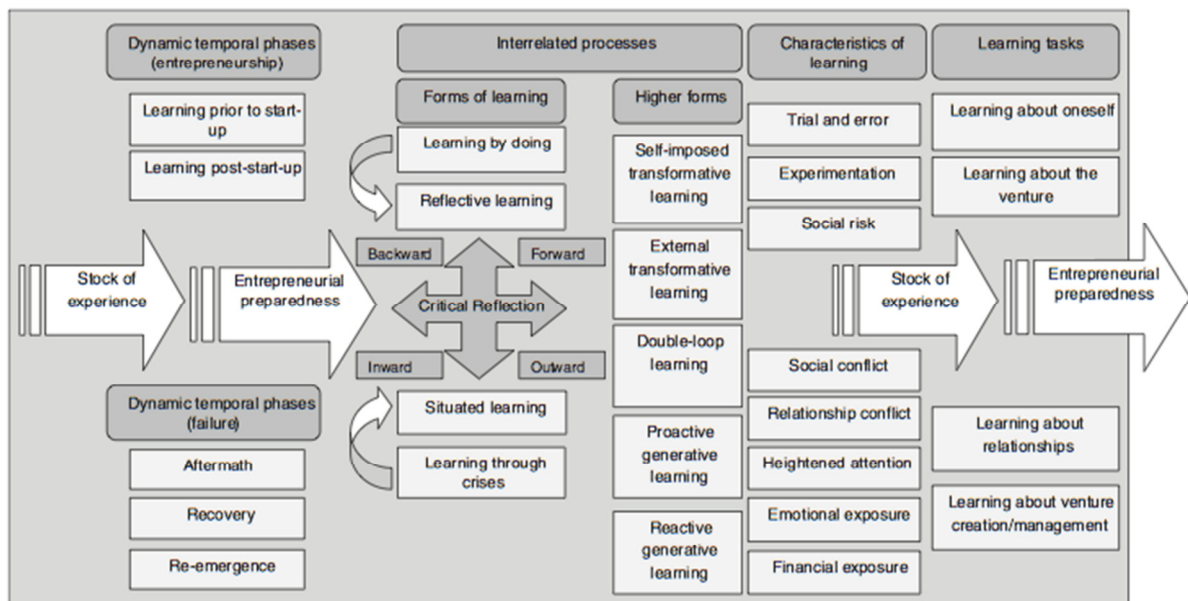 Dynamic temporal phases
(entrepreneurship)
Learning prior to start-
up
Learning post-start-up
Stock of
experience
Entrepreneurial
preparedness
Dynamic temporal phases
(failure)
Aftermath
Recovery
Re-emergence
Interrelated processes
Forms of learning
Learning by doing
Reflective learning
Backward
Forward
Critical Reflection
Inward
Outward
Situated learning
Learning through
crises
Higher forms
Self-imposed
transformative
learning
External
transformative
learning
Double-loop
learning
Proactive
generative
learning
Reactive
generative
learning
Characteristics of
learning
Trial and error
Experimentation
Social risk
Stock of
experience
Social conflict
Relationship conflict
Heightened attention
Emotional exposure
Financial exposure
Learning tasks
Learning about oneself
Learning about the
venture
Entrepreneurial
preparedness
Learning about
relationships
Learning about venture
creation/management